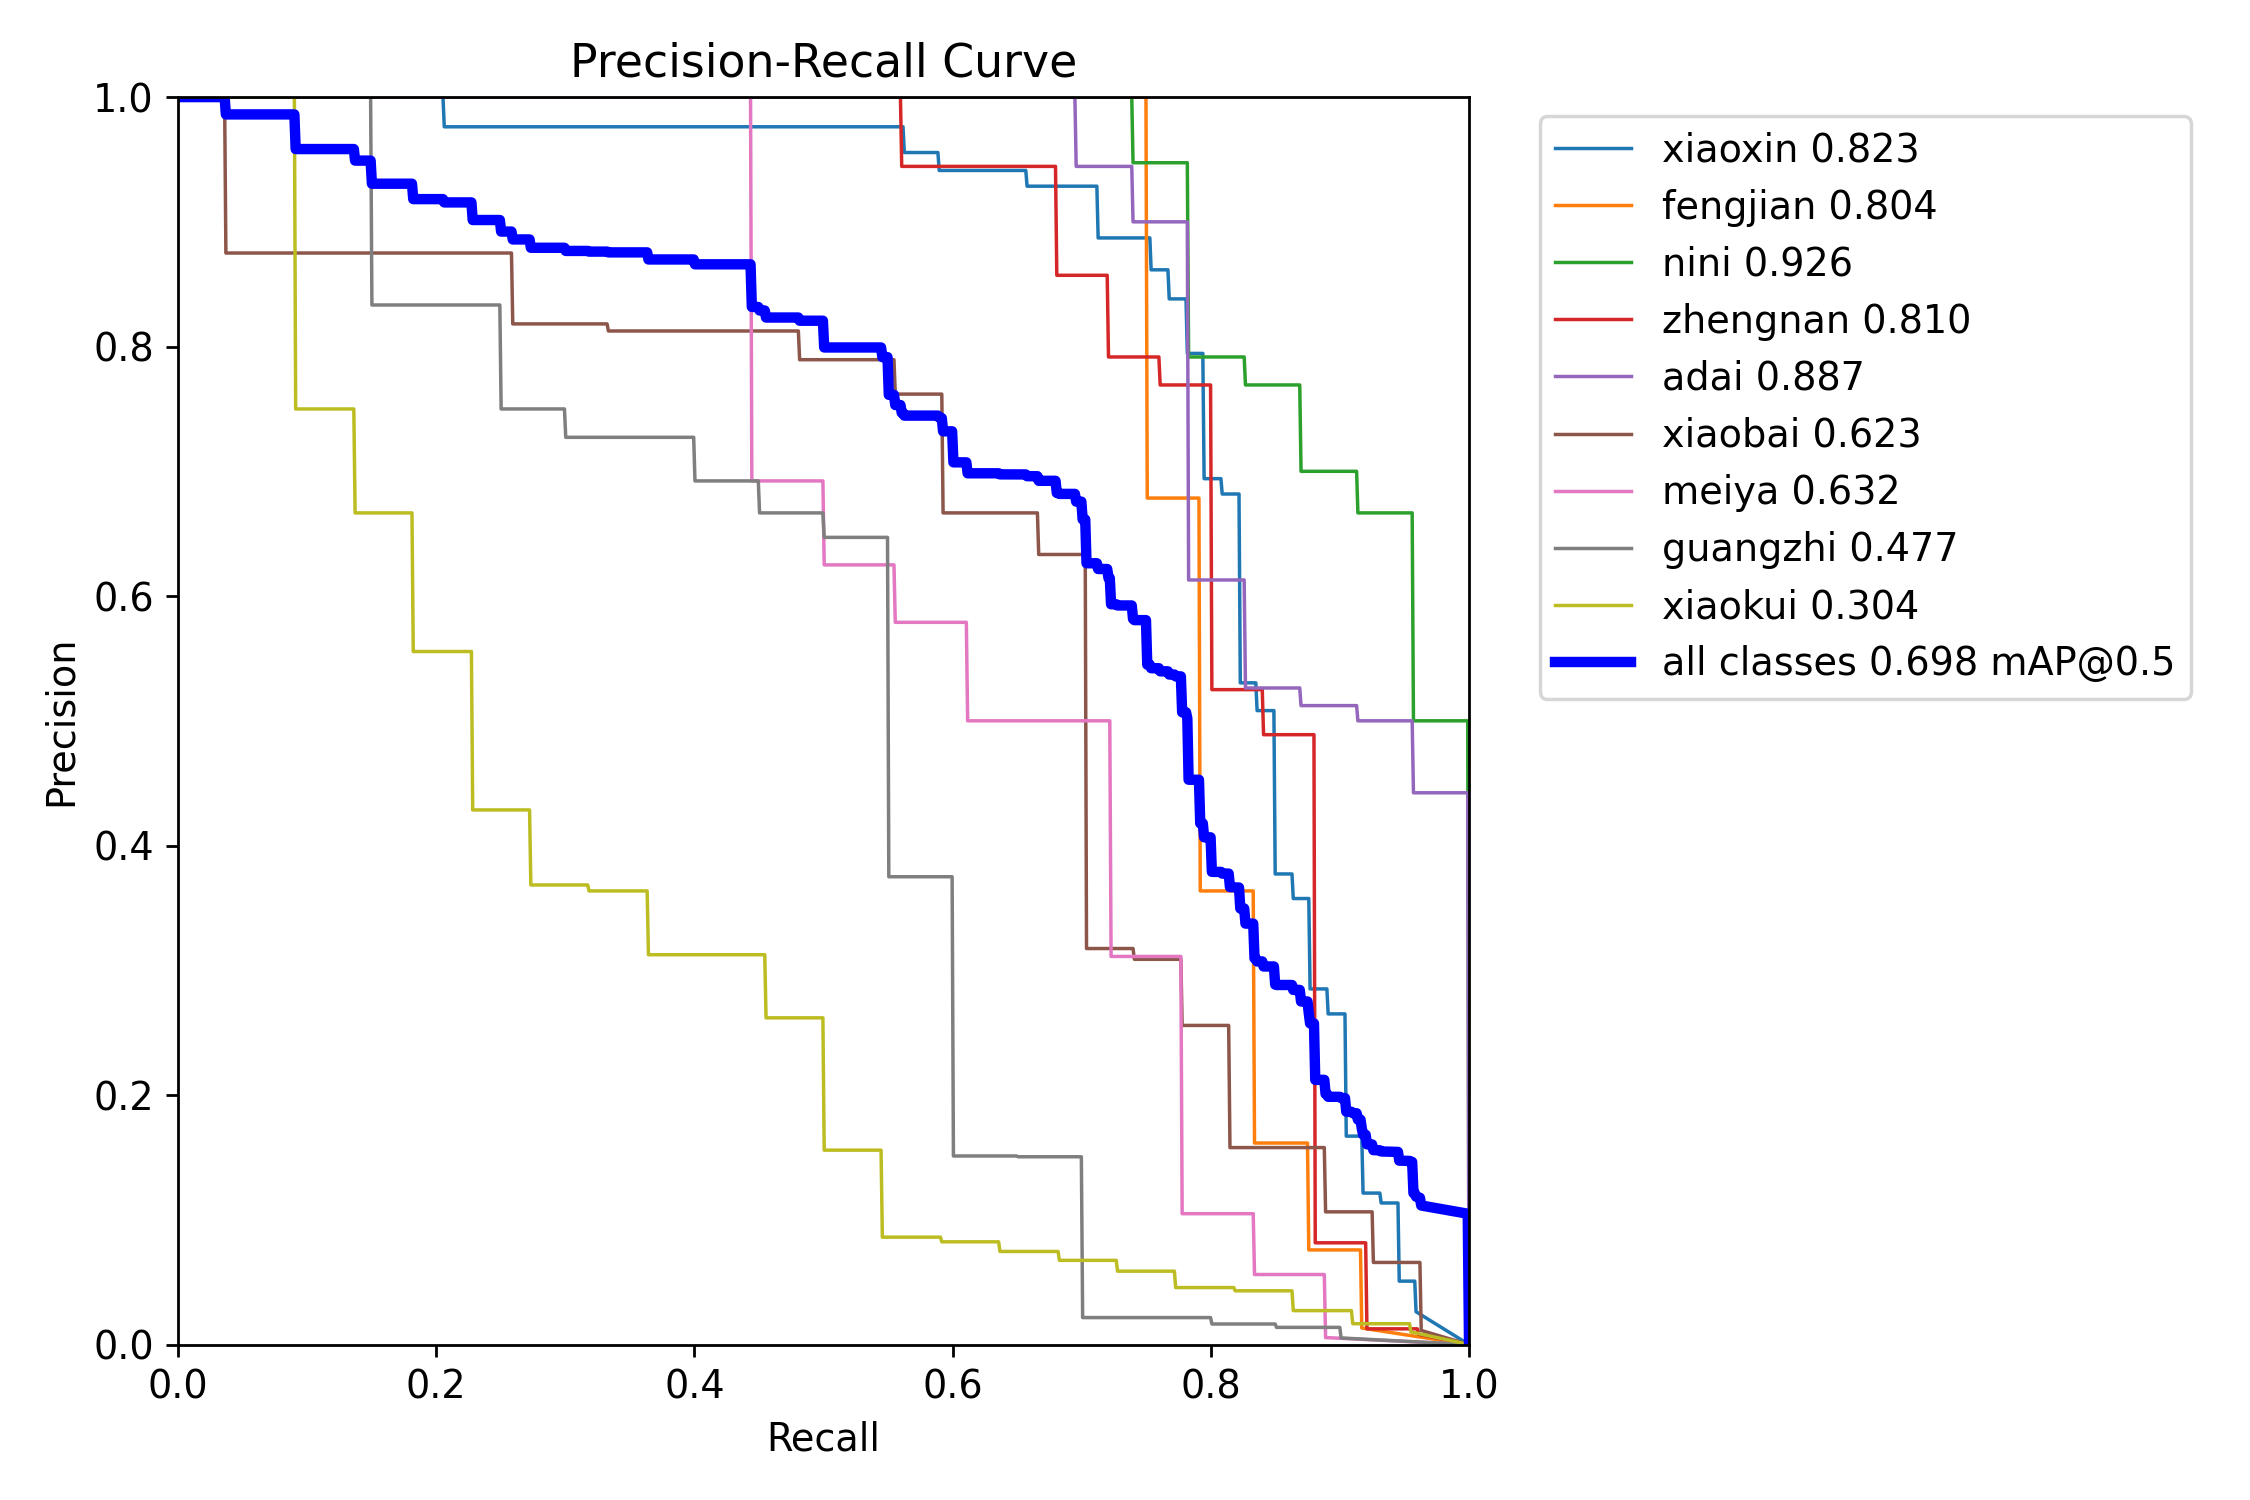 Precision-Recall Curve
1.0
0.8
0.6
0.4
0.2
0.0
Precision
0.0 0.2 0.4 0.6 0.8 1.0
Recall
xiaoxin 0.823
fengjian 0.804
nini 0.926
zhengnan 0.810
adai 0.887
xiaobai 0.623
meiya 0.632
guangzhi 0.477
xiaokui 0.304
all classes 0.698 mAP@0.5